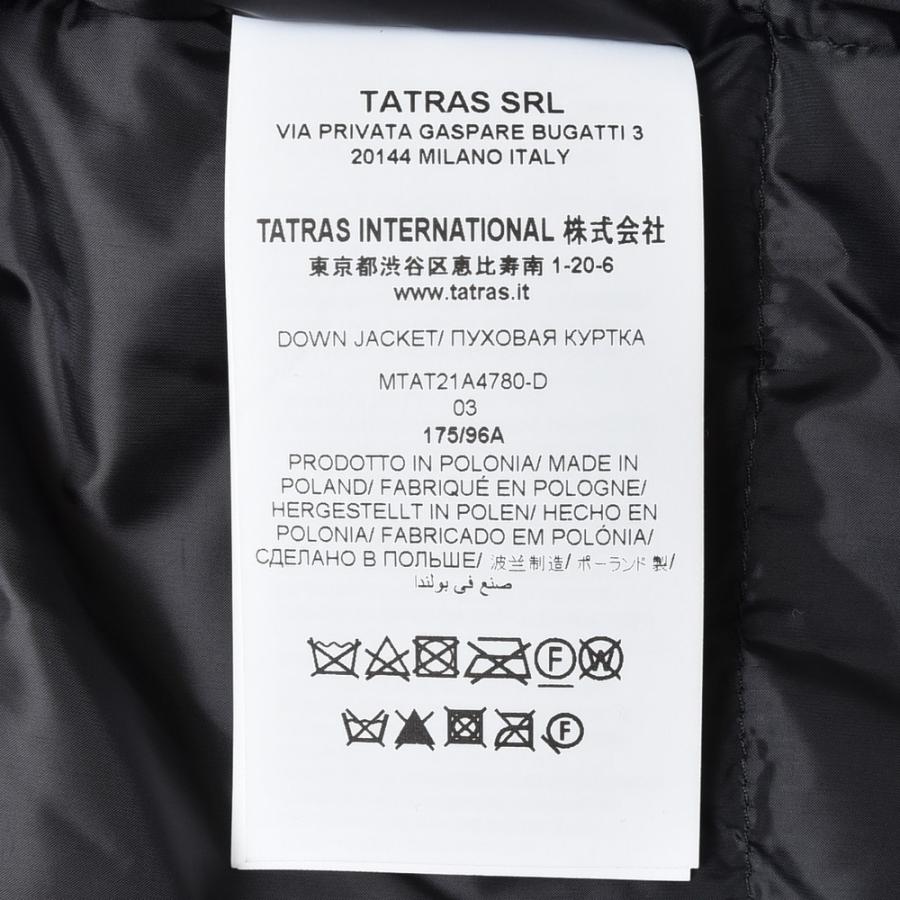 TATRAS SRL
VIA PRIVATA GASPARE BUGATTI 3
20144 MILANO ITALY
TATRAS INTERNATIONAL 株式会社
東京都渋谷区恵比寿南 1-20-6
www.tatras.it
DOWN JACKET/ ПУХОВАЯ КУРТКА
MTAT21A4780-D
03
175/96A
PRODOTTO IN POLONIA/ MADE IN
POLAND/ FABRIQUÉ EN POLOGNE/
HERGESTELLT IN POLEN/ HECHO EN
POLONIA/ FABRICADO EM POLÓNIA/
СДЕЛАНО В ПОЛЬШЕ/ 波兰制造/ ポーランド製/
صنع في بولندا
F W
F